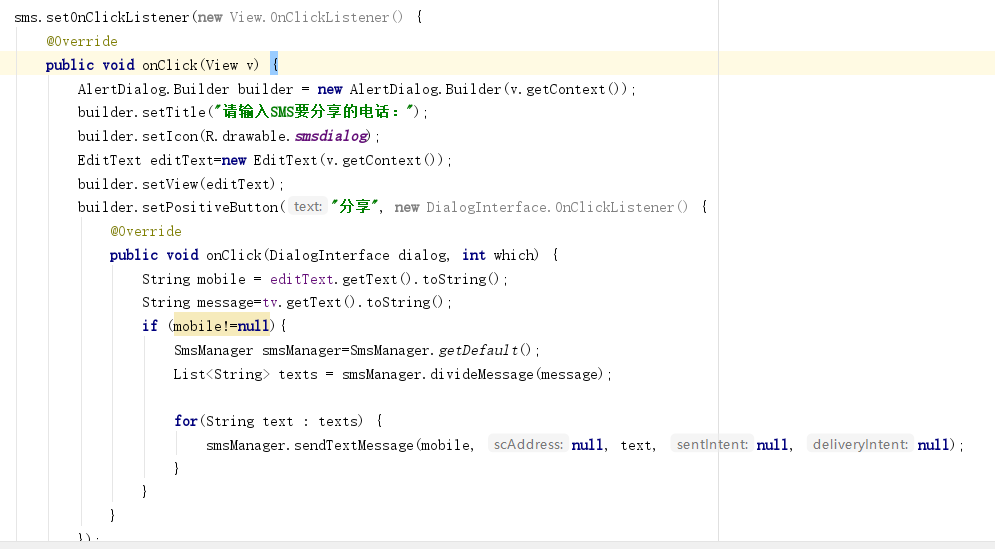 sms.setOnClickListener(new View.OnClickListener() {
@Override
public void onClick(View v) {
AlertDialog.Builder builder = new AlertDialog.Builder(v.getContext());
builder.setTitle("请输入SMS要分享的电话：");
builder.setIcon(R.drawable.smsdialog);
EditText editText=new EditText(v.getContext());
builder.setView(editText);
builder.setPositiveButton( text: "分享", new DialogInterface.OnClickListener() {
@Override
public void onClick(DialogInterface dialog, int which) {
String mobile = editText.getText().toString();
String message=tv.getText().toString();
if (mobile!=null){
SmsManager smsManager=SmsManager.getDefault();
List<String> texts = smsManager.divideMessage(message);
for(String text : texts) {
smsManager.sendTextMessage(mobile, scAddress: null, text, sentIntent: null, deliveryIntent: null);
}
}
}
});